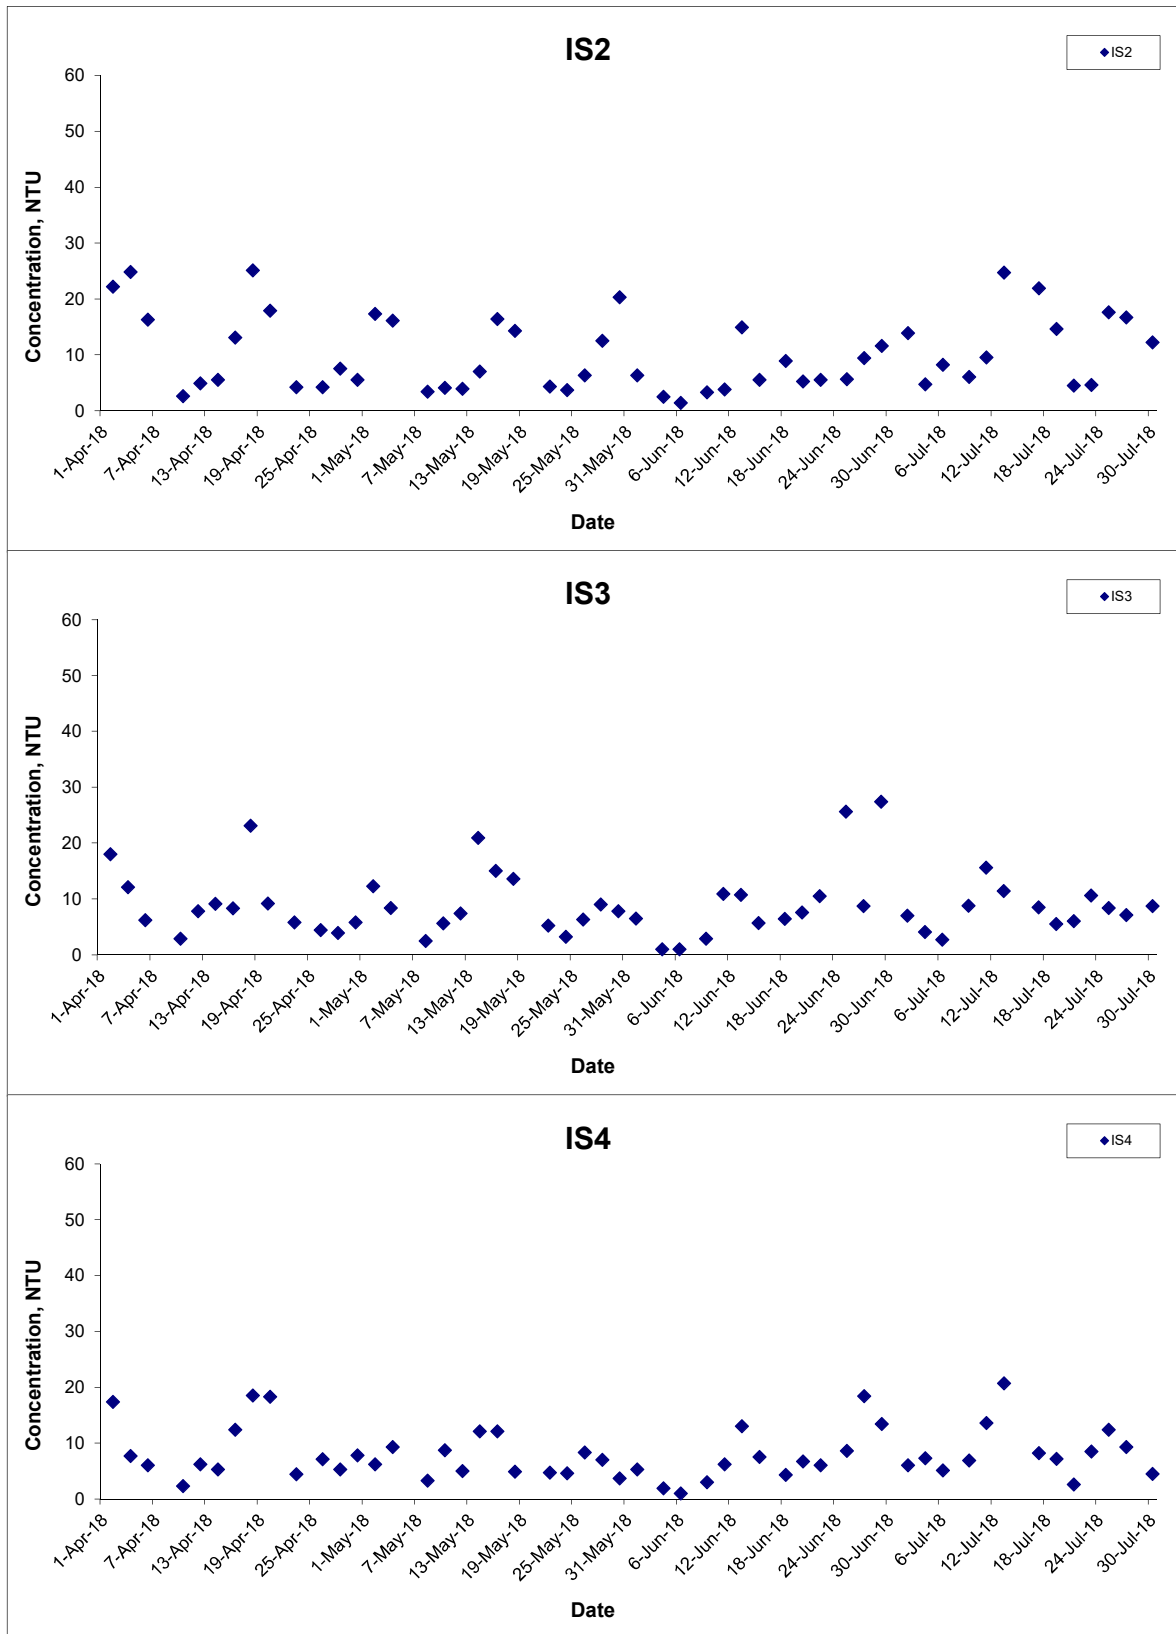 IS2
IS2
60
50
40
30
20
10
0
Concentration, NTU
1-Apr-18
7-Apr-18
13-Apr-18
19-Apr-18
25-Apr-18
1-May-18
7-May-18
13-May-18
19-May-18
25-May-18
31-May-18
6-Jun-18
12-Jun-18
18-Jun-18
24-Jun-18
30-Jun-18
6-Jul-18
12-Jul-18
18-Jul-18
24-Jul-18
30-Jul-18
Date
IS3
IS3
60
50
40
30
20
10
0
Concentration, NTU
1-Apr-18
7-Apr-18
13-Apr-18
19-Apr-18
25-Apr-18
1-May-18
7-May-18
13-May-18
19-May-18
25-May-18
31-May-18
6-Jun-18
12-Jun-18
18-Jun-18
24-Jun-18
30-Jun-18
6-Jul-18
12-Jul-18
18-Jul-18
24-Jul-18
30-Jul-18
Date
IS4
IS4
60
50
40
30
20
10
0
Concentration, NTU
1-Apr-18
7-Apr-18
13-Apr-18
19-Apr-18
25-Apr-18
1-May-18
7-May-18
13-May-18
19-May-18
25-May-18
31-May-18
6-Jun-18
12-Jun-18
18-Jun-18
24-Jun-18
30-Jun-18
6-Jul-18
12-Jul-18
18-Jul-18
24-Jul-18
30-Jul-18
Date